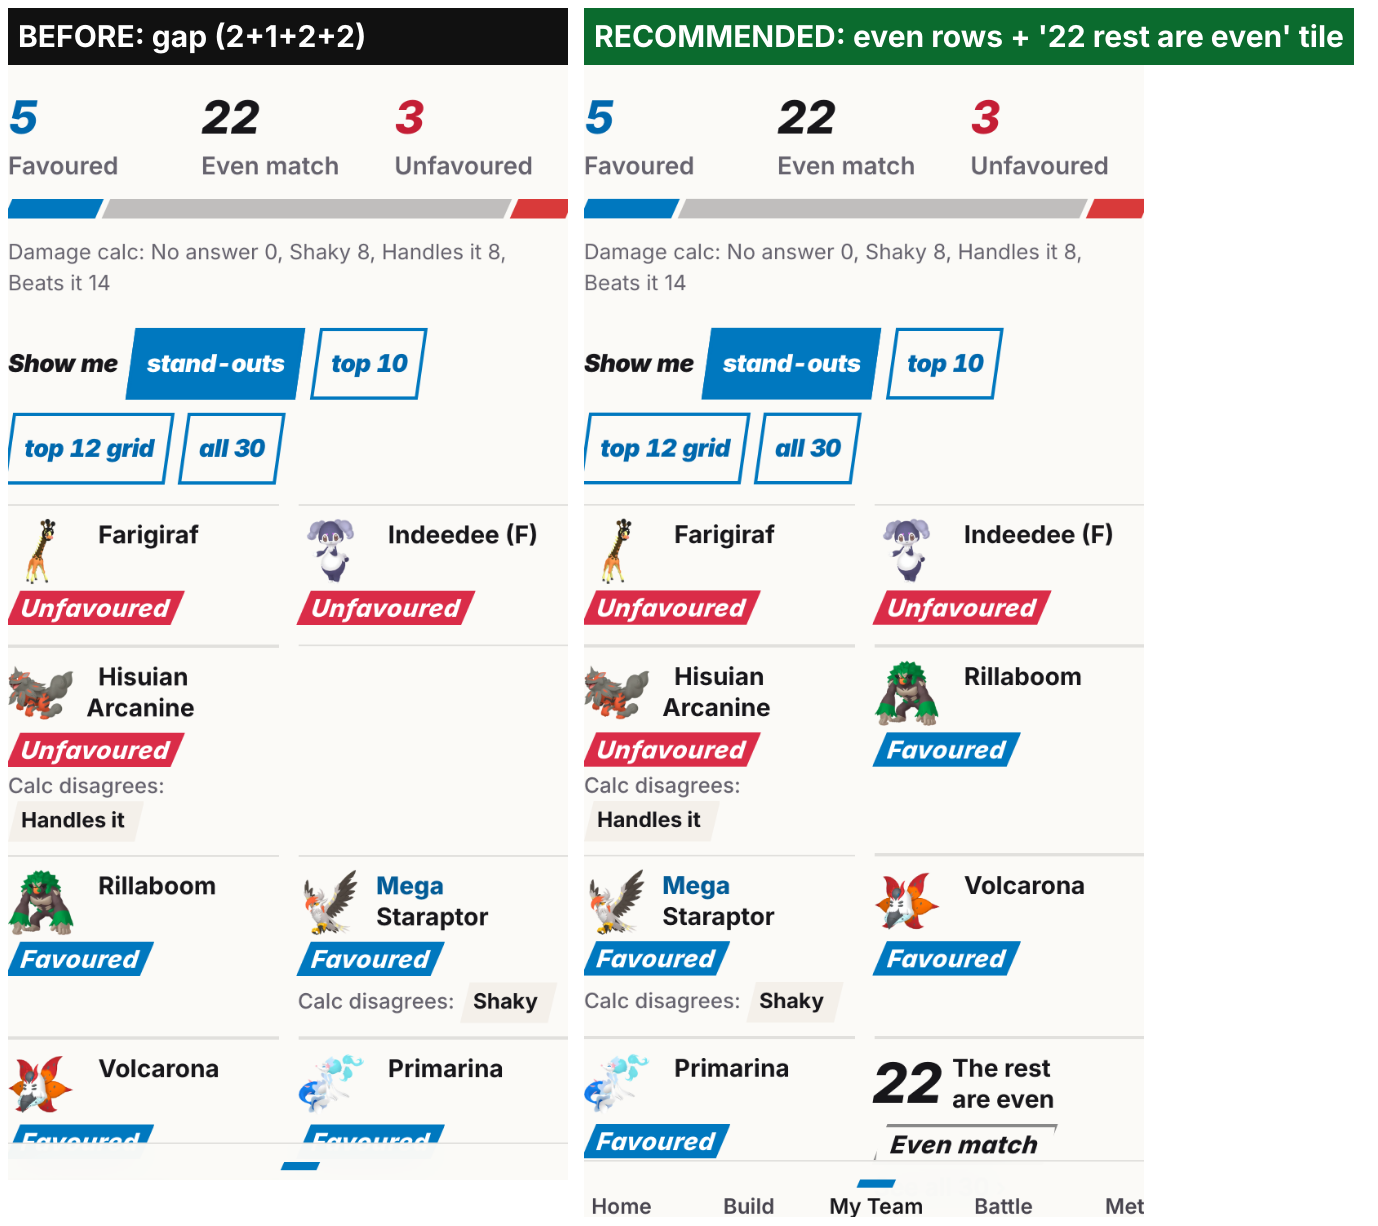 BEFORE: gap (2+1+2+2)
5
22
3
Favoured
Even match
Unfavoured
Damage calc: No answer 0, Shaky 8, Handles it 8,
Beats it 14
Show me
stand-outs
top 10
top 12 grid
all 30
Farigiraf
Indeedee (F)
Unfavoured
Unfavoured
Hisuian
Arcanine
Unfavoured
Calc disagrees:
Handles it
Rillaboom
Mega
Staraptor
Favoured
Favoured
Calc disagrees:
Shaky
Volcarona
Primarina
Favoured
Favoured
RECOMMENDED: even rows + '22 rest are even' tile
5
22
3
Favoured
Even match
Unfavoured
Damage calc: No answer 0, Shaky 8, Handles it 8,
Beats it 14
Show me
stand-outs
top 10
top 12 grid
all 30
Farigiraf
Indeedee (F)
Unfavoured
Unfavoured
Hisuian
Arcanine
Rillaboom
Unfavoured
Favoured
Calc disagrees:
Handles it
Mega
Staraptor
Volcarona
Favoured
Favoured
Calc disagrees:
Shaky
Primarina
22
The rest
are even
Favoured
Even match
Home
Build
My Team
Battle
Met